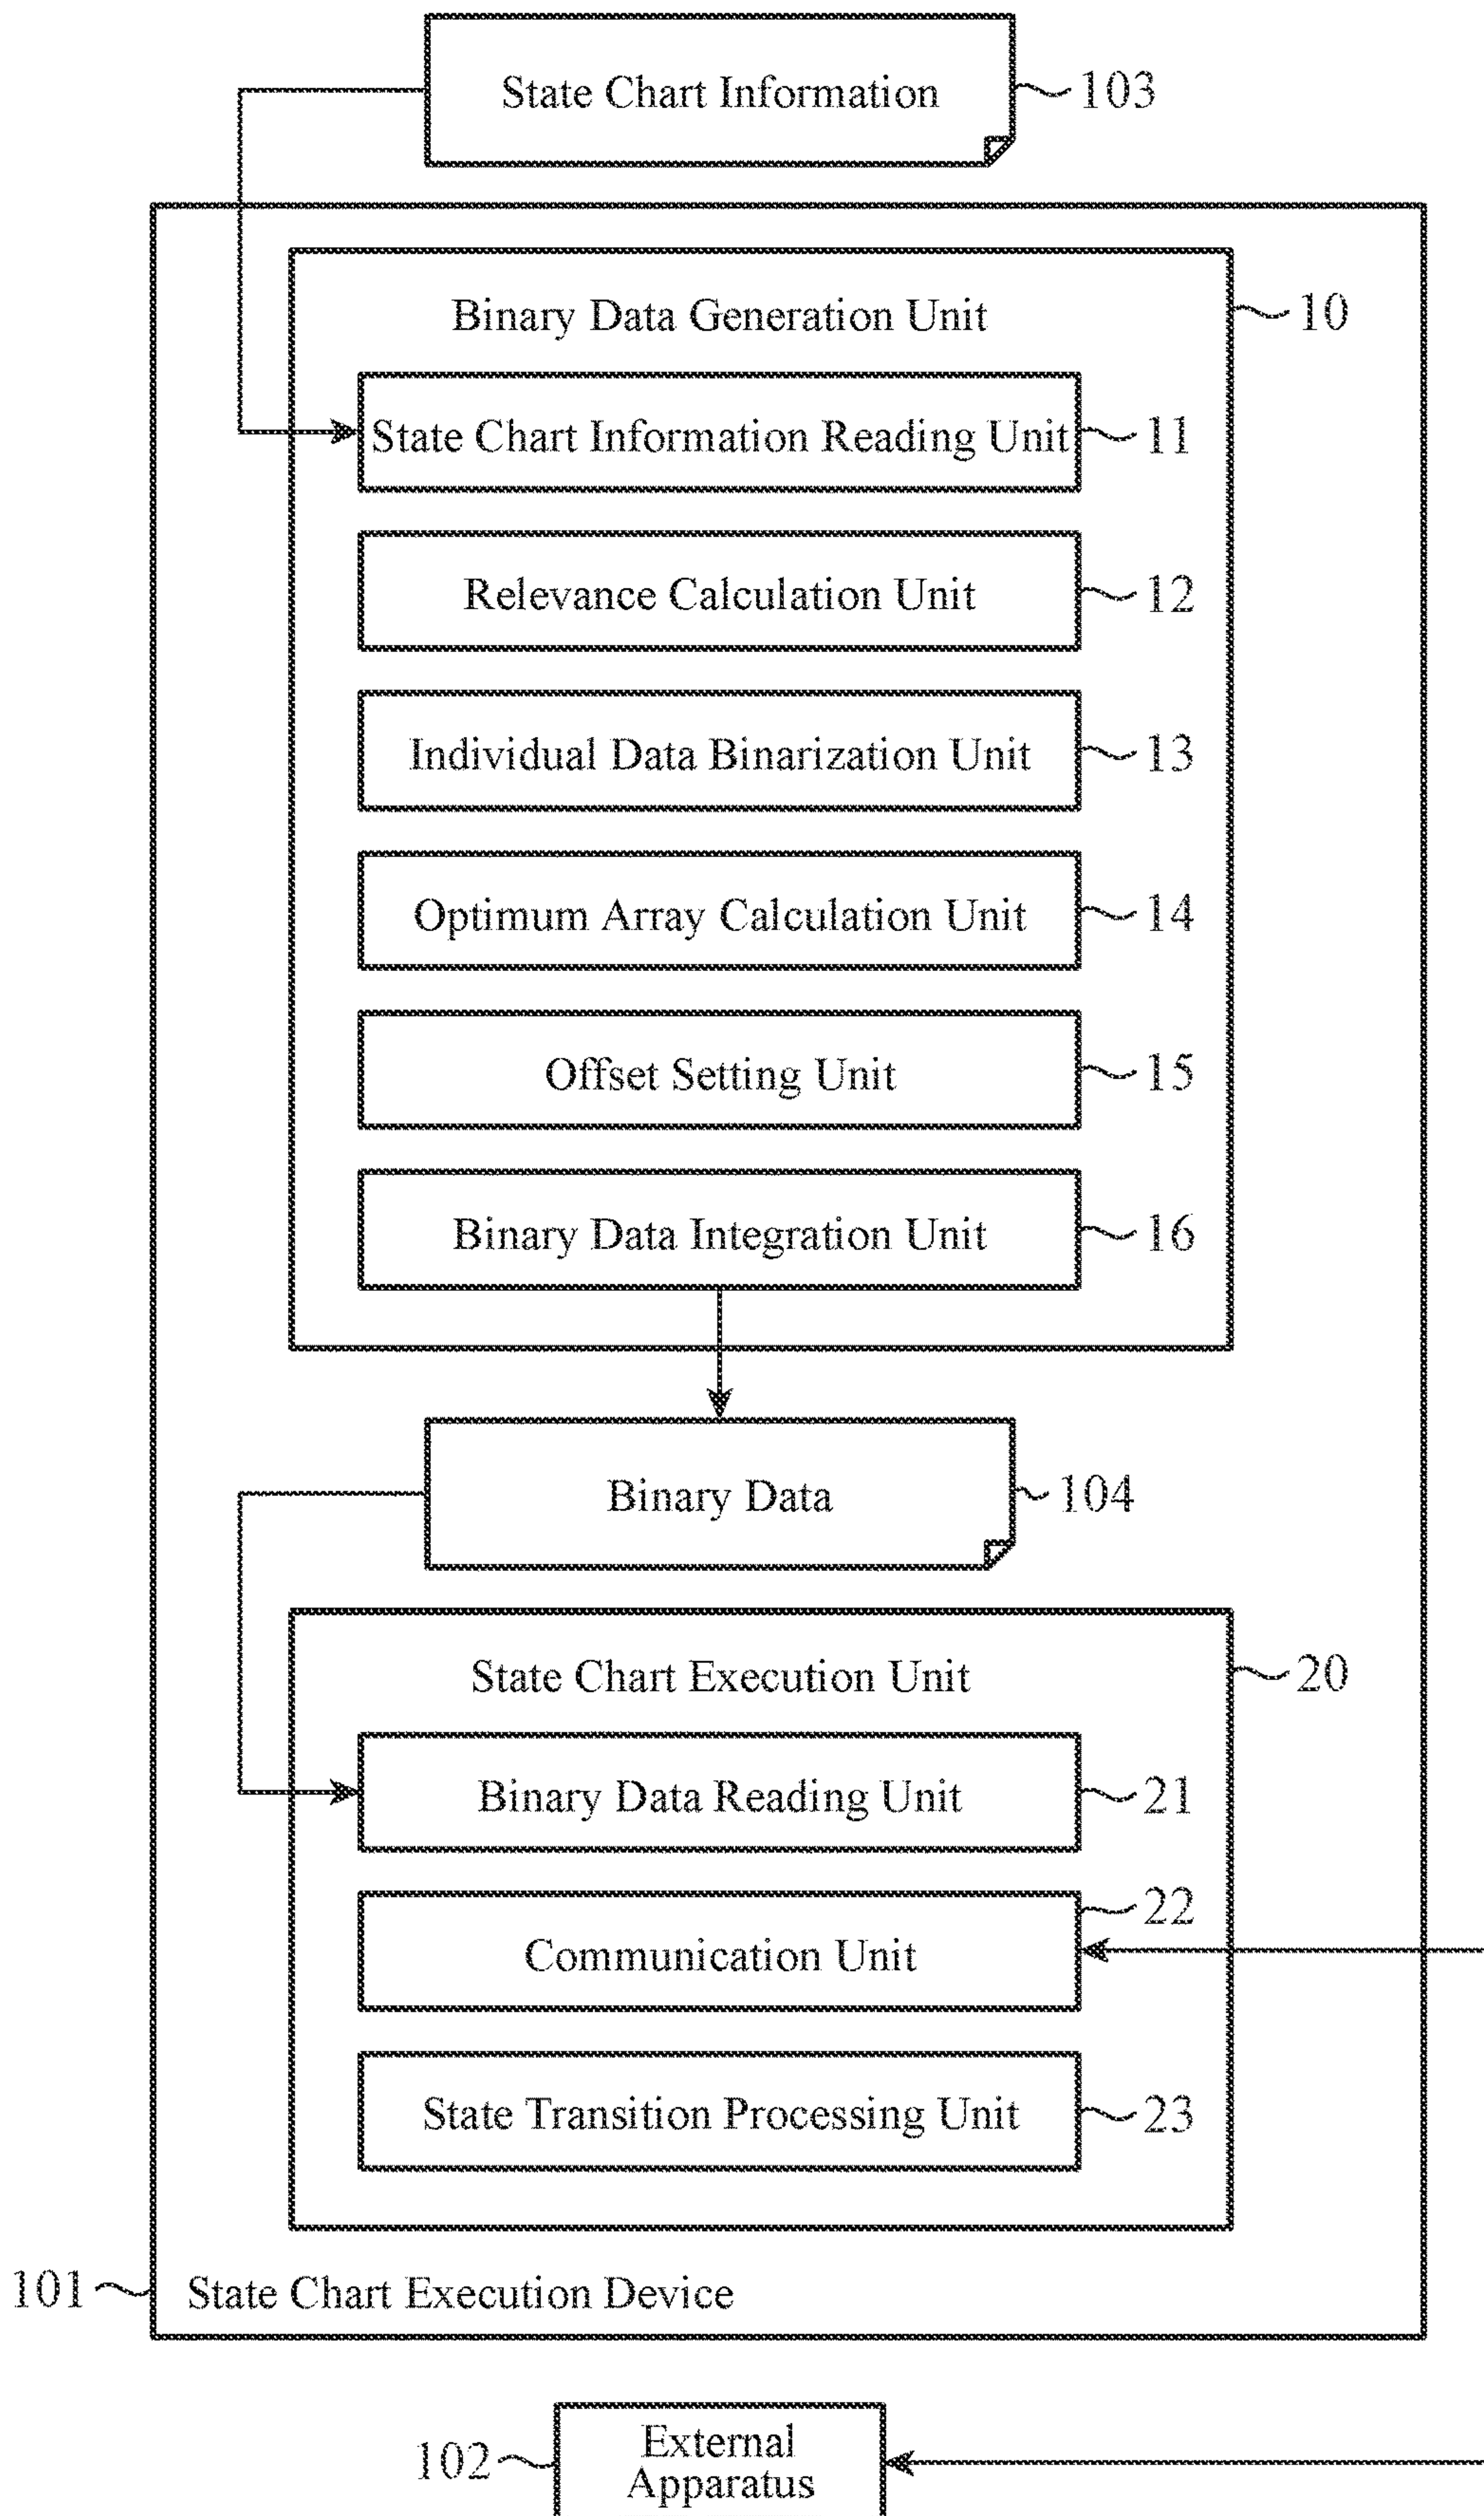 State Chart Information
103
Binary Data Generation Unit
10
State Chart Information Reading Unit
11
Relevance Calculation Unit
12
Individual Data Binarization Unit
13
Optimum Array Calculation Unit
14
Offset Setting Unit
15
Binary Data Integration Unit
16
Binary Data
104
State Chart Execution Unit
20
Binary Data Reading Unit
21
22
Communication Unit
State Transition Processing Unit
23
101
State Chart Execution Device
102
External
Apparatus